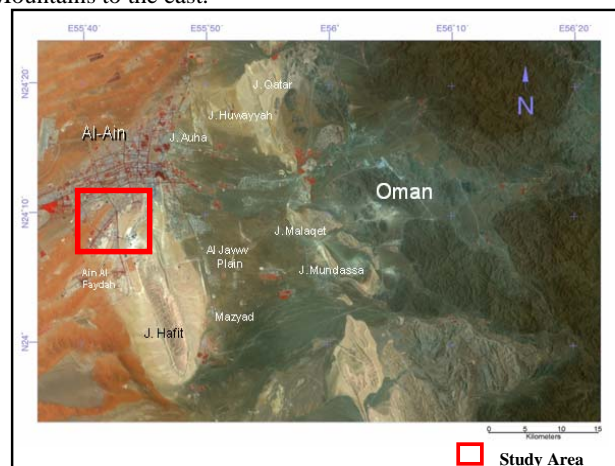 Mountains to the east.
E55˚40' E55˚50' E56˚ E56˚10' E56˚20'
N24˚20'
J. Qatar
J. Huwayyah
N
Al-Ain
J. Auha
Oman
N24˚10'
J. Malaqet
Al Jaww
Plain
J. Mundassa
Ain Al
Faydah
Mazyad
J. Hafit
N24˚
0 5 10 15
Kilometers
Study Area